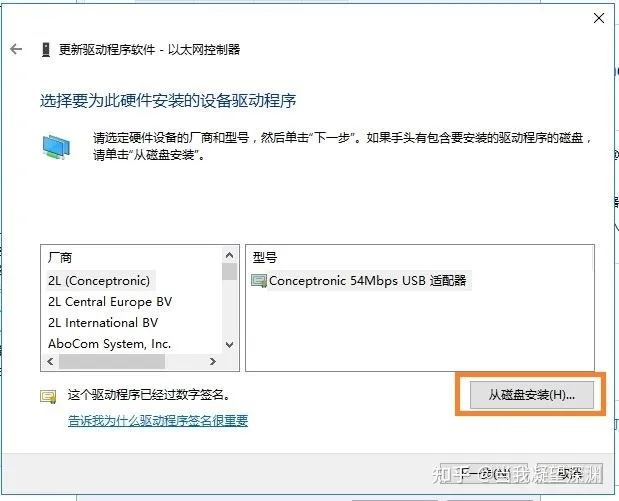 更新驱动程序软件 - 以太网控制器
选择要为此硬件安装的设备驱动程序
请选定硬件设备的厂商和型号，然后单击"下一步"。如果手头有包含要安装的驱动程序的磁盘，
请单击"从磁盘安装"。
厂商
型号
2L (Conceptronic)
Conceptronic 54Mbps USB 适配器
2L Central Europe BV
2L International BV
AboCom System, Inc.
这个驱动程序已经过数字签名。
从磁盘安装(H)...
告诉我为什么驱动程序签名很重要
下一步(N)
取消